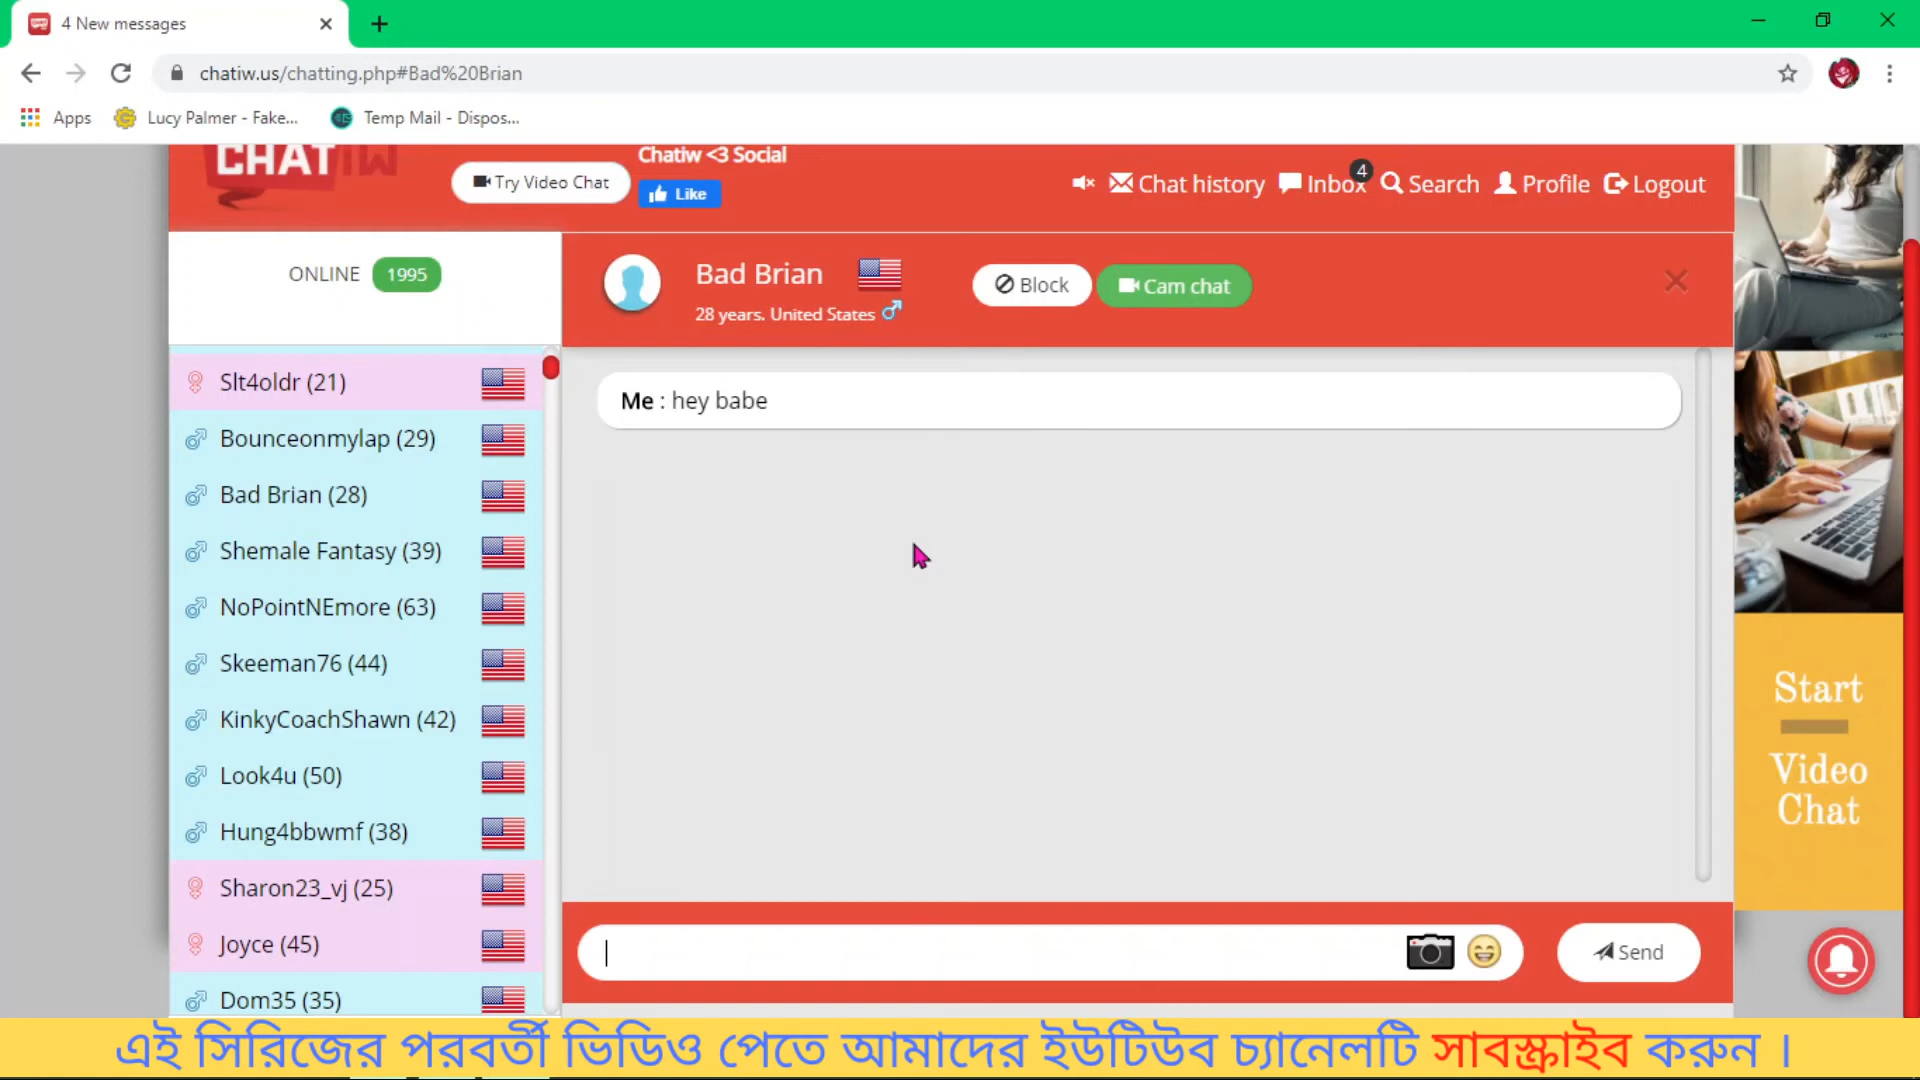 4 New messages
chatiw.us/chatting.php#Bad%20Brian
Apps
Lucy Palmer - Fake...
Temp Mail - Dispos...
CHATIW
Try Video Chat
Chatiw <3 Social
Like
Chat history
Inbox
4
Search
Profile
Logout
ONLINE 1995
Bad Brian
28 years. United States
Block
Cam chat
Slt4oldr (21)
Bounceonmylap (29)
Bad Brian (28)
Shemale Fantasy (39)
NoPointNEmore (63)
Skeeman76 (44)
KinkyCoachShawn (42)
Look4u (50)
Hung4bbwmf (38)
Sharon23_vj (25)
Joyce (45)
Dom35 (35)
Me : hey babe
Send
Start
Video
Chat
এই সিরিজের পরবর্তী ভিডিও পেতে আমাদের ইউটিউব চ্যানেলটি সাবস্ক্রাইব করুন ।